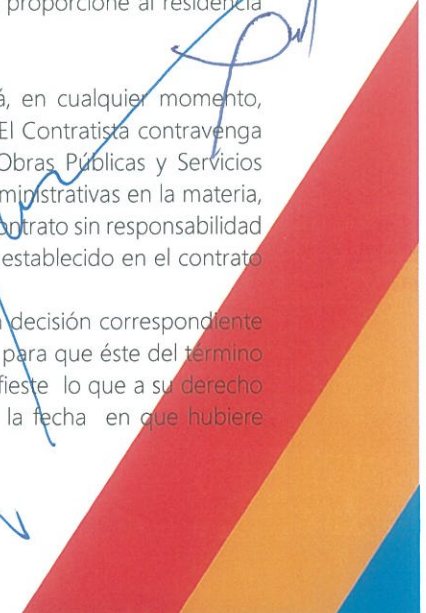 proporcione al residencia
á, en cualquier momento,
El Contratista contravenga
Obras Públicas y Servicios
ministrativas en la materia,
contrato sin responsabilidad
establecido en el contrato
decisión correspondiente
para que éste del término
fieste lo que a su derecho
la fecha en que hubiere